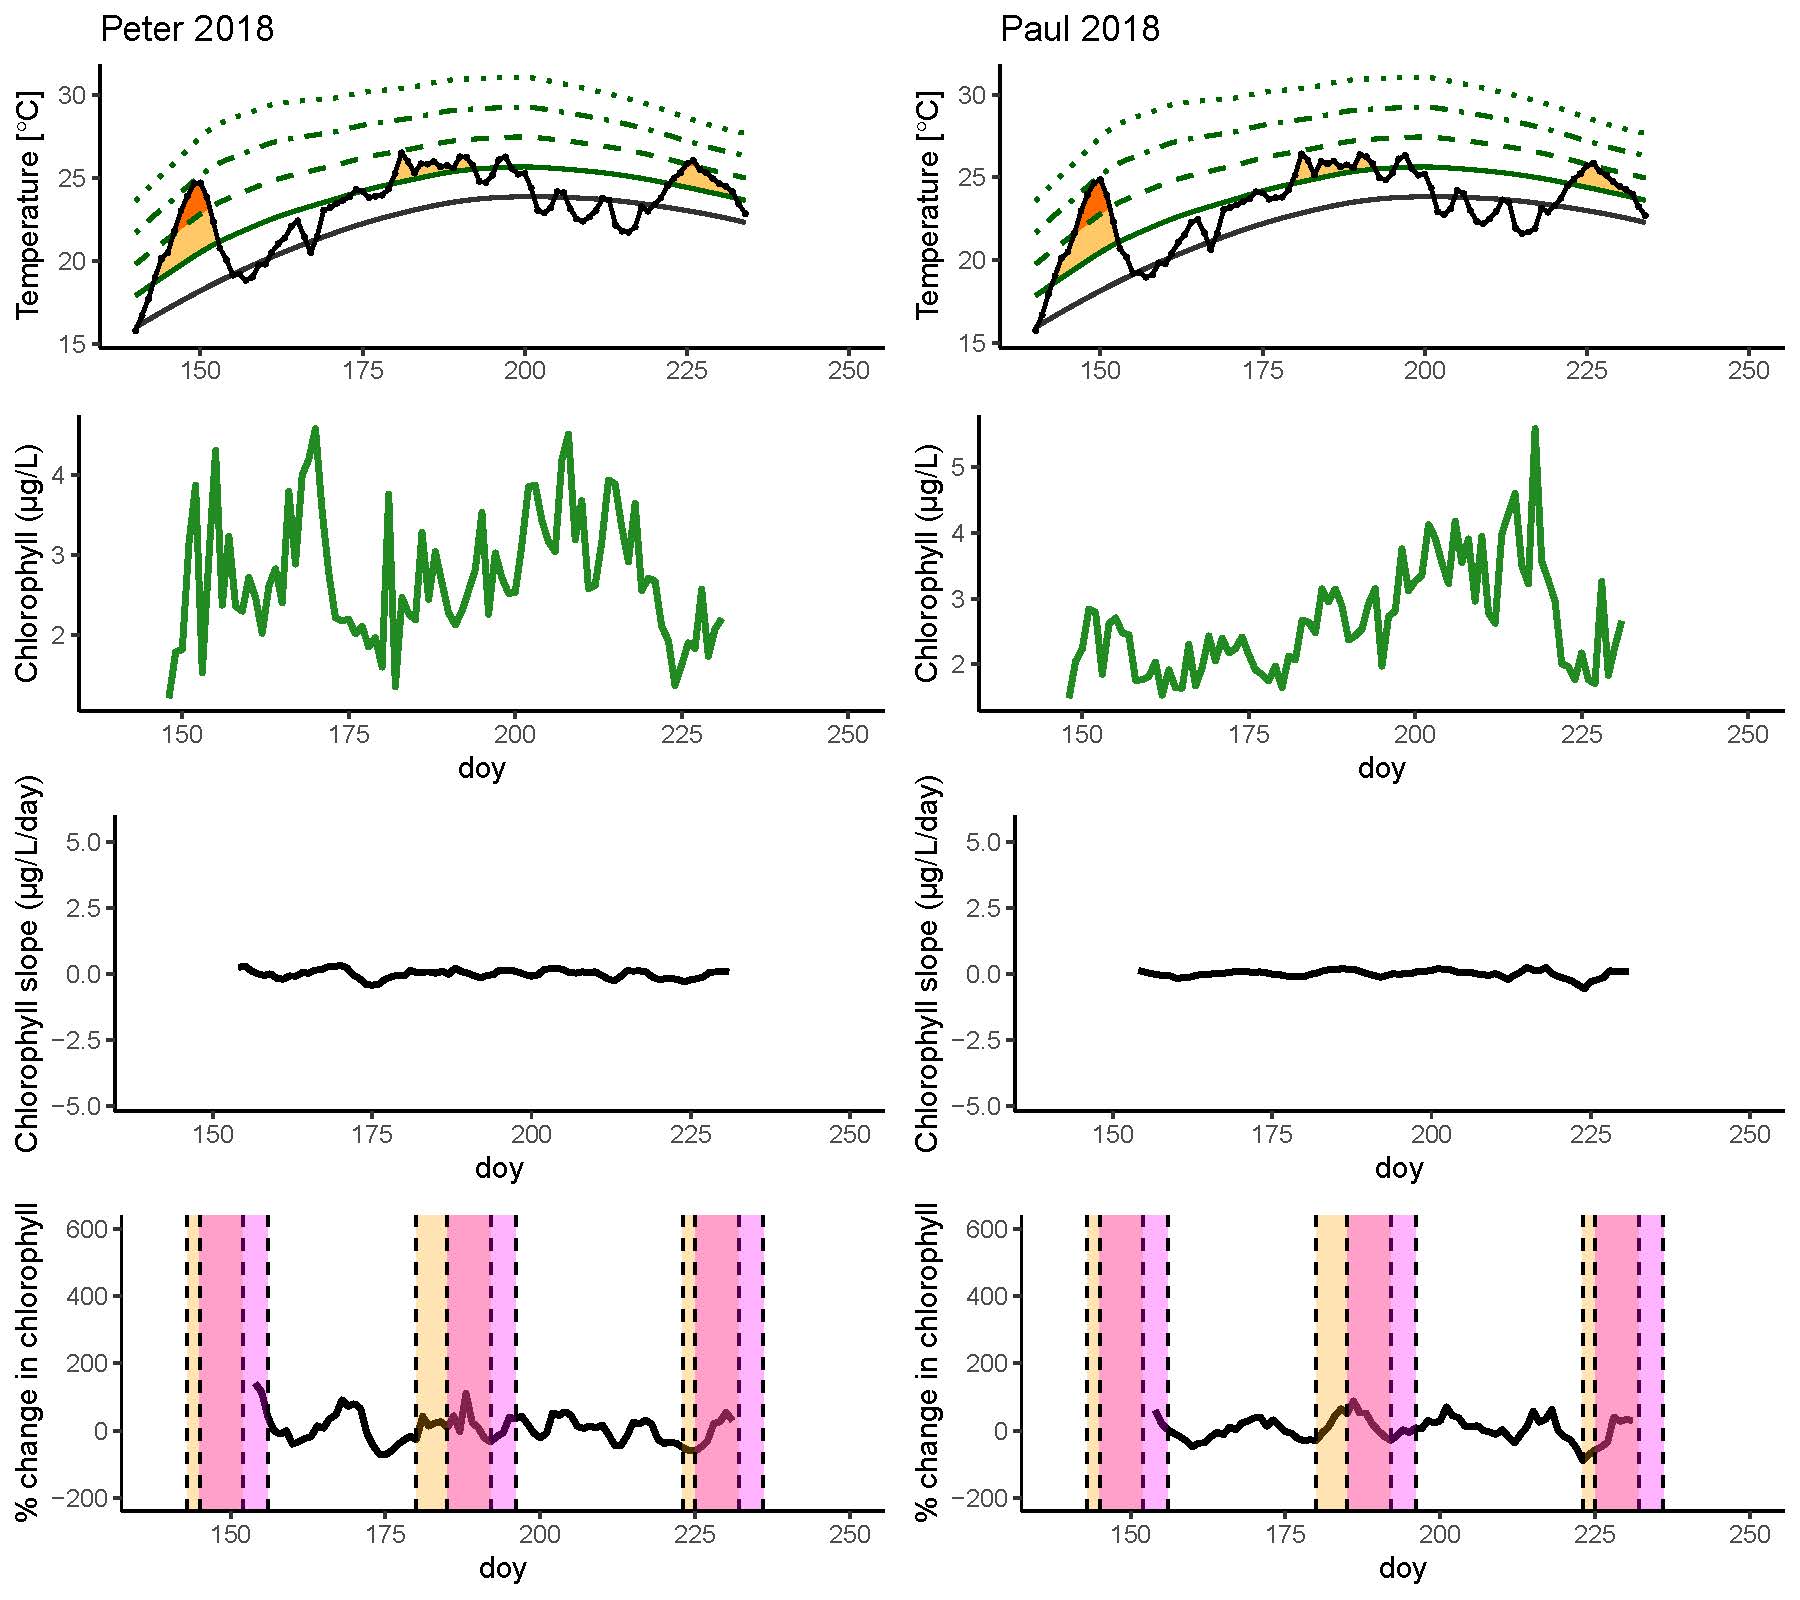 Peter 2018
Paul 2018
Temperature [°C]
30
25
20
15
150 175 200 225 250
Temperature [°C]
30
25
20
15
150 175 200 225 250
Chlorophyll (µg/L)
4
3
2
150 175 200 225 250
doy
Chlorophyll (µg/L)
5
4
3
2
150 175 200 225 250
doy
Chlorophyll slope (µg/L/day)
5.0
2.5
0.0
−2.5
−5.0
150 175 200 225 250
doy
Chlorophyll slope (µg/L/day)
5.0
2.5
0.0
−2.5
−5.0
150 175 200 225 250
doy
% change in chlorophyll
600
400
200
0
−200
150 175 200 225 250
doy
% change in chlorophyll
600
400
200
0
−200
150 175 200 225 250
doy